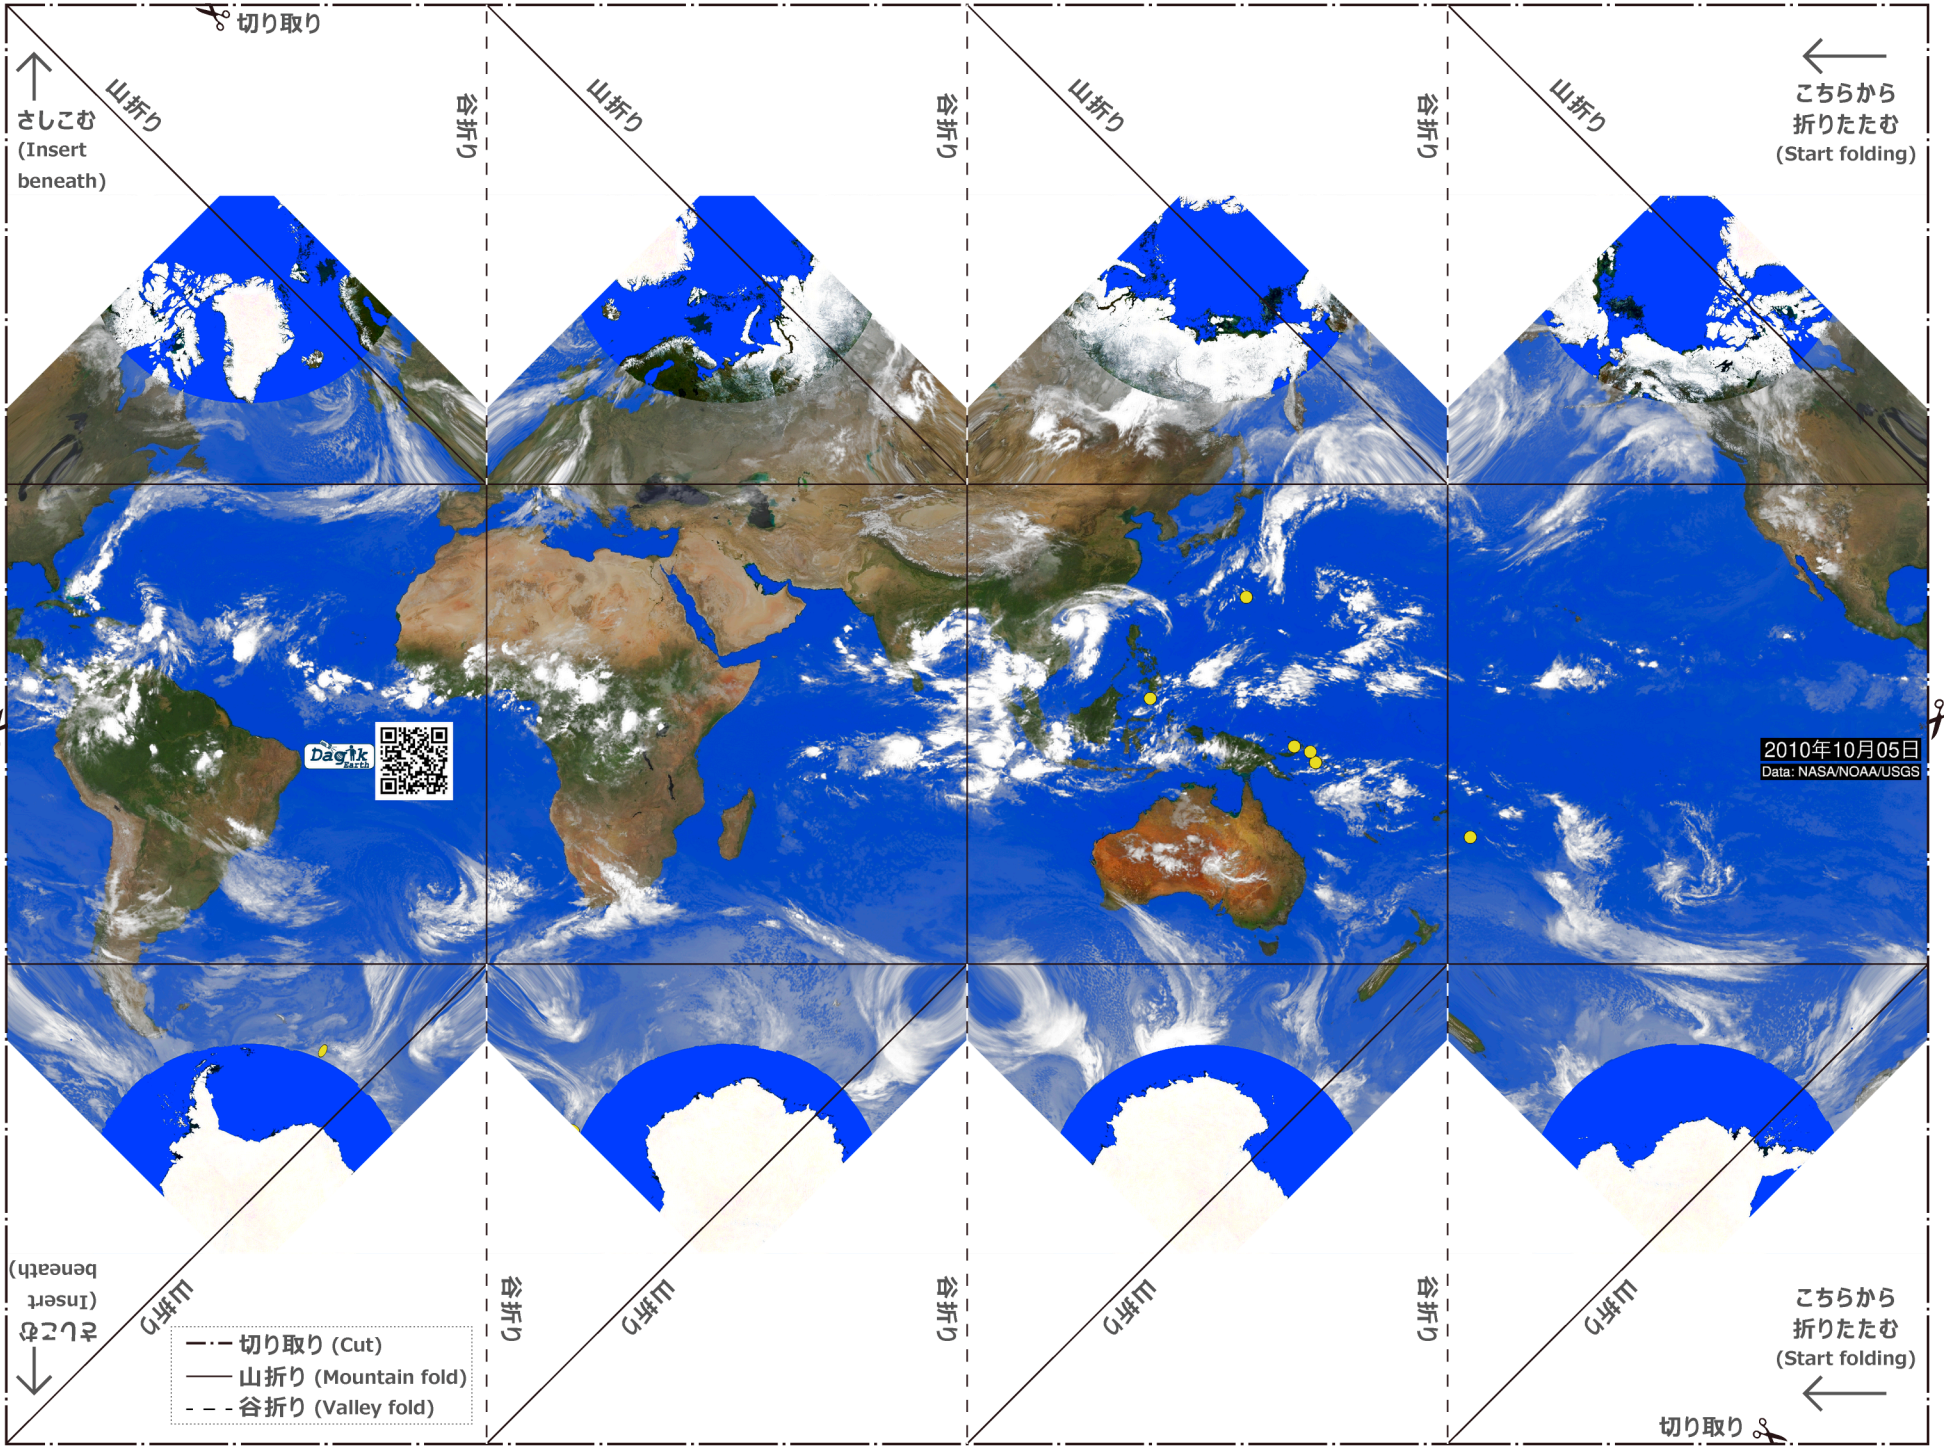 切り取り
山折り
谷折り
山折り
谷折り
山折り
谷折り
山折り
さしこむ
(Insert
beneath)
こちらから
折りたたむ
(Start folding)
Dagik
Earth
2010年10月05日
Data: NASA/NOAA/USGS
さしこむ
(Insert
beneath)
山折り
谷折り
山折り
谷折り
山折り
谷折り
山折り
こちらから
折りたたむ
(Start folding)
切り取り (Cut)
山折り (Mountain fold)
谷折り (Valley fold)
切り取り